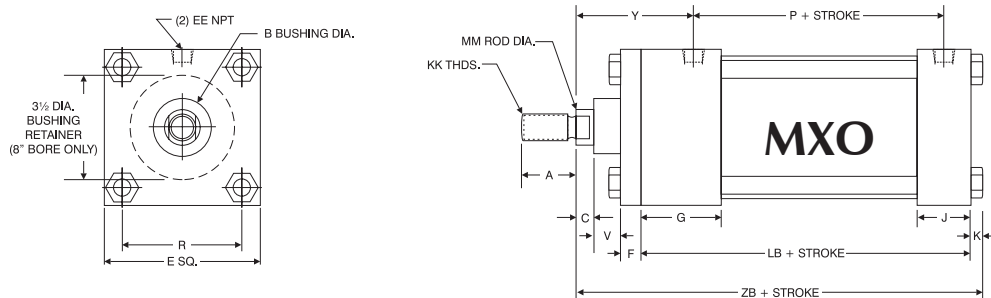 (2) EE NPT
B BUSHING DIA.
3½ DIA.
BUSHING
RETAINER
(8" BORE ONLY)
R
E SQ.
Y
P + STROKE
MM ROD DIA.
KK THDS.
MXO
A
C
G
J
K
V
F
LB + STROKE
ZB + STROKE